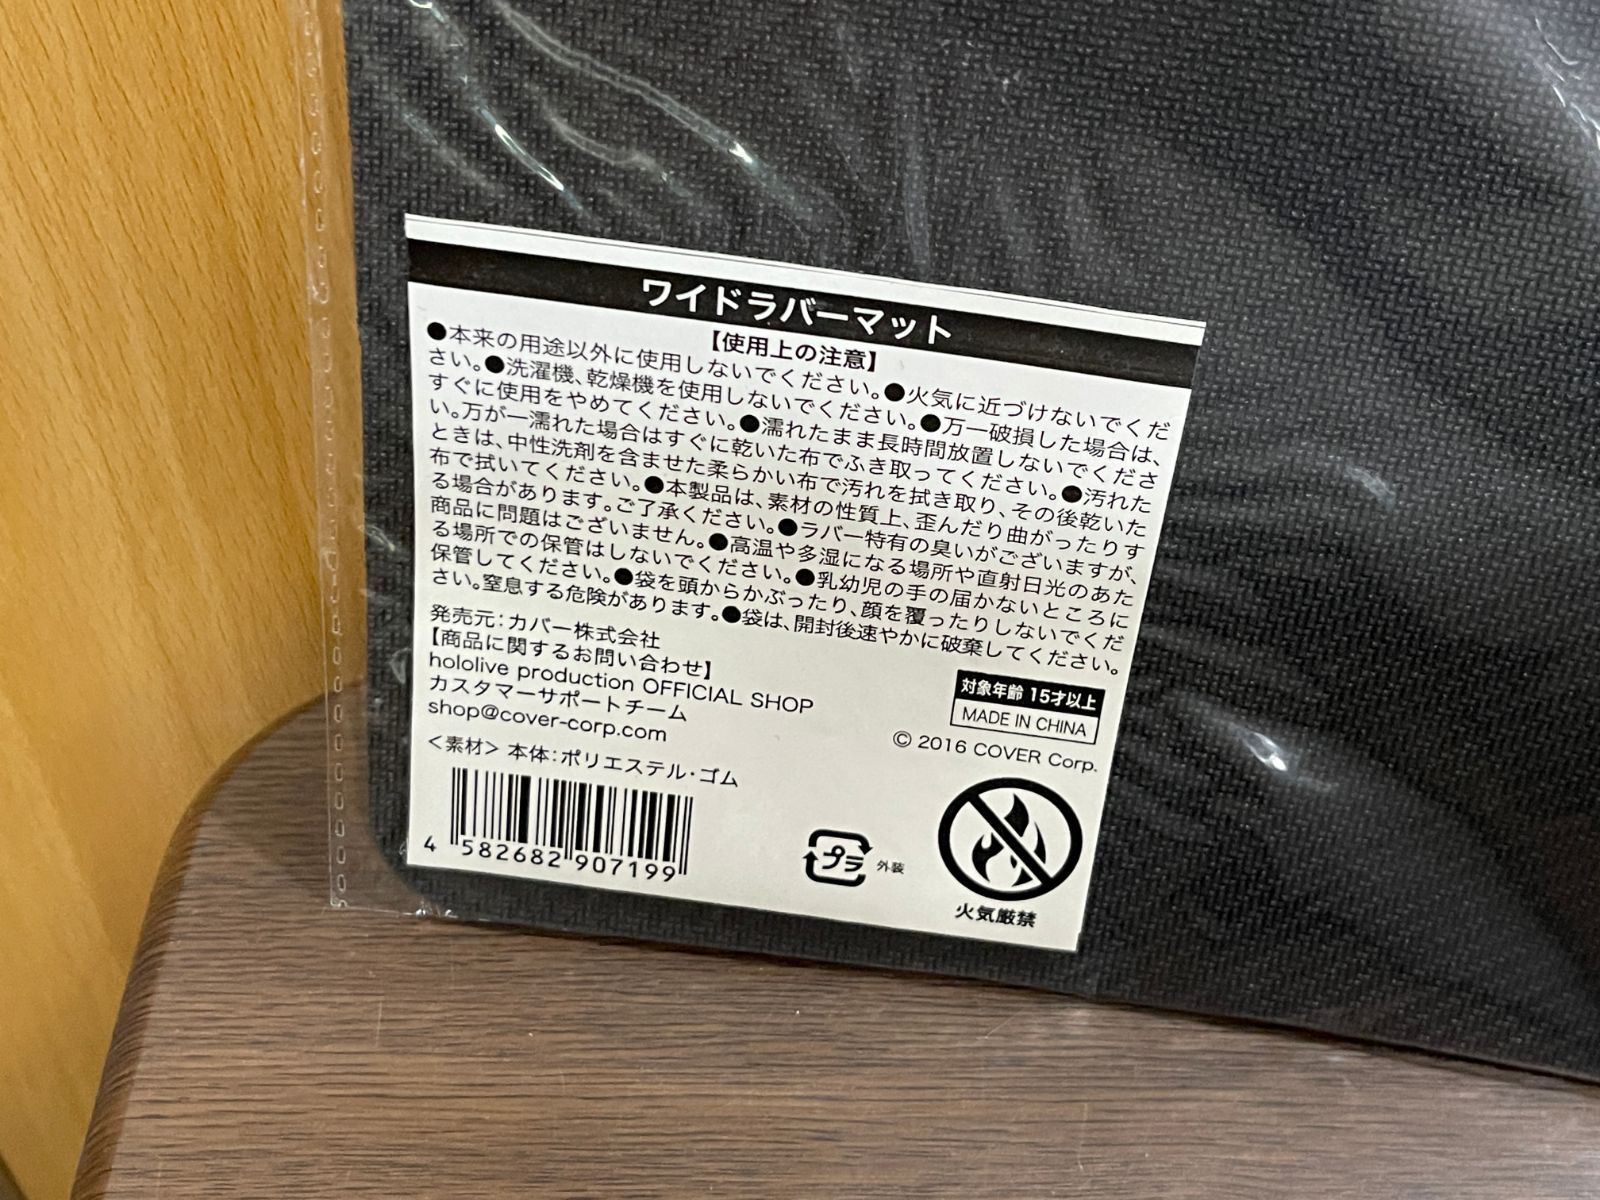 ワイドラバーマット
【使用上の注意】
●本来の用途以外に使用しないでください。●火気に近づけないでくだ
さい。●洗濯機、乾燥機を使用しないでください。●万一破損した場合は、
すぐに使用をやめてください。●濡れたまま長時間放置しないでくださ
い。万が一濡れた場合はすぐに乾いた布でふき取ってください。●汚れた
ときは、中性洗剤を含ませた柔らかい布で汚れを拭き取り、その後乾いた
布で拭いてください。●本製品は、素材の性質上、歪んだり曲がったりす
る場合があります。ご了承ください。●ラバー特有の臭いがございますが、
商品に問題はございません。●高温や多湿になる場所や直射日光のあた
る場所での保管はしないでください。●乳幼児の手の届かないところに
保管してください。●袋を頭からかぶったり、顔を覆ったりしないでくだ
さい。窒息する危険があります。●袋は、開封後速やかに破棄してください。
発売元：カバー株式会社
【商品に関するお問い合わせ】
hololive production OFFICIAL SHOP
カスタマーサポートチーム
shop@cover-corp.com
対象年齢 15才以上
MADE IN CHINA
© 2016 COVER Corp.
＜素材＞ 本体：ポリエステル・ゴム
4 582682 907199
プラ 外装
火気厳禁